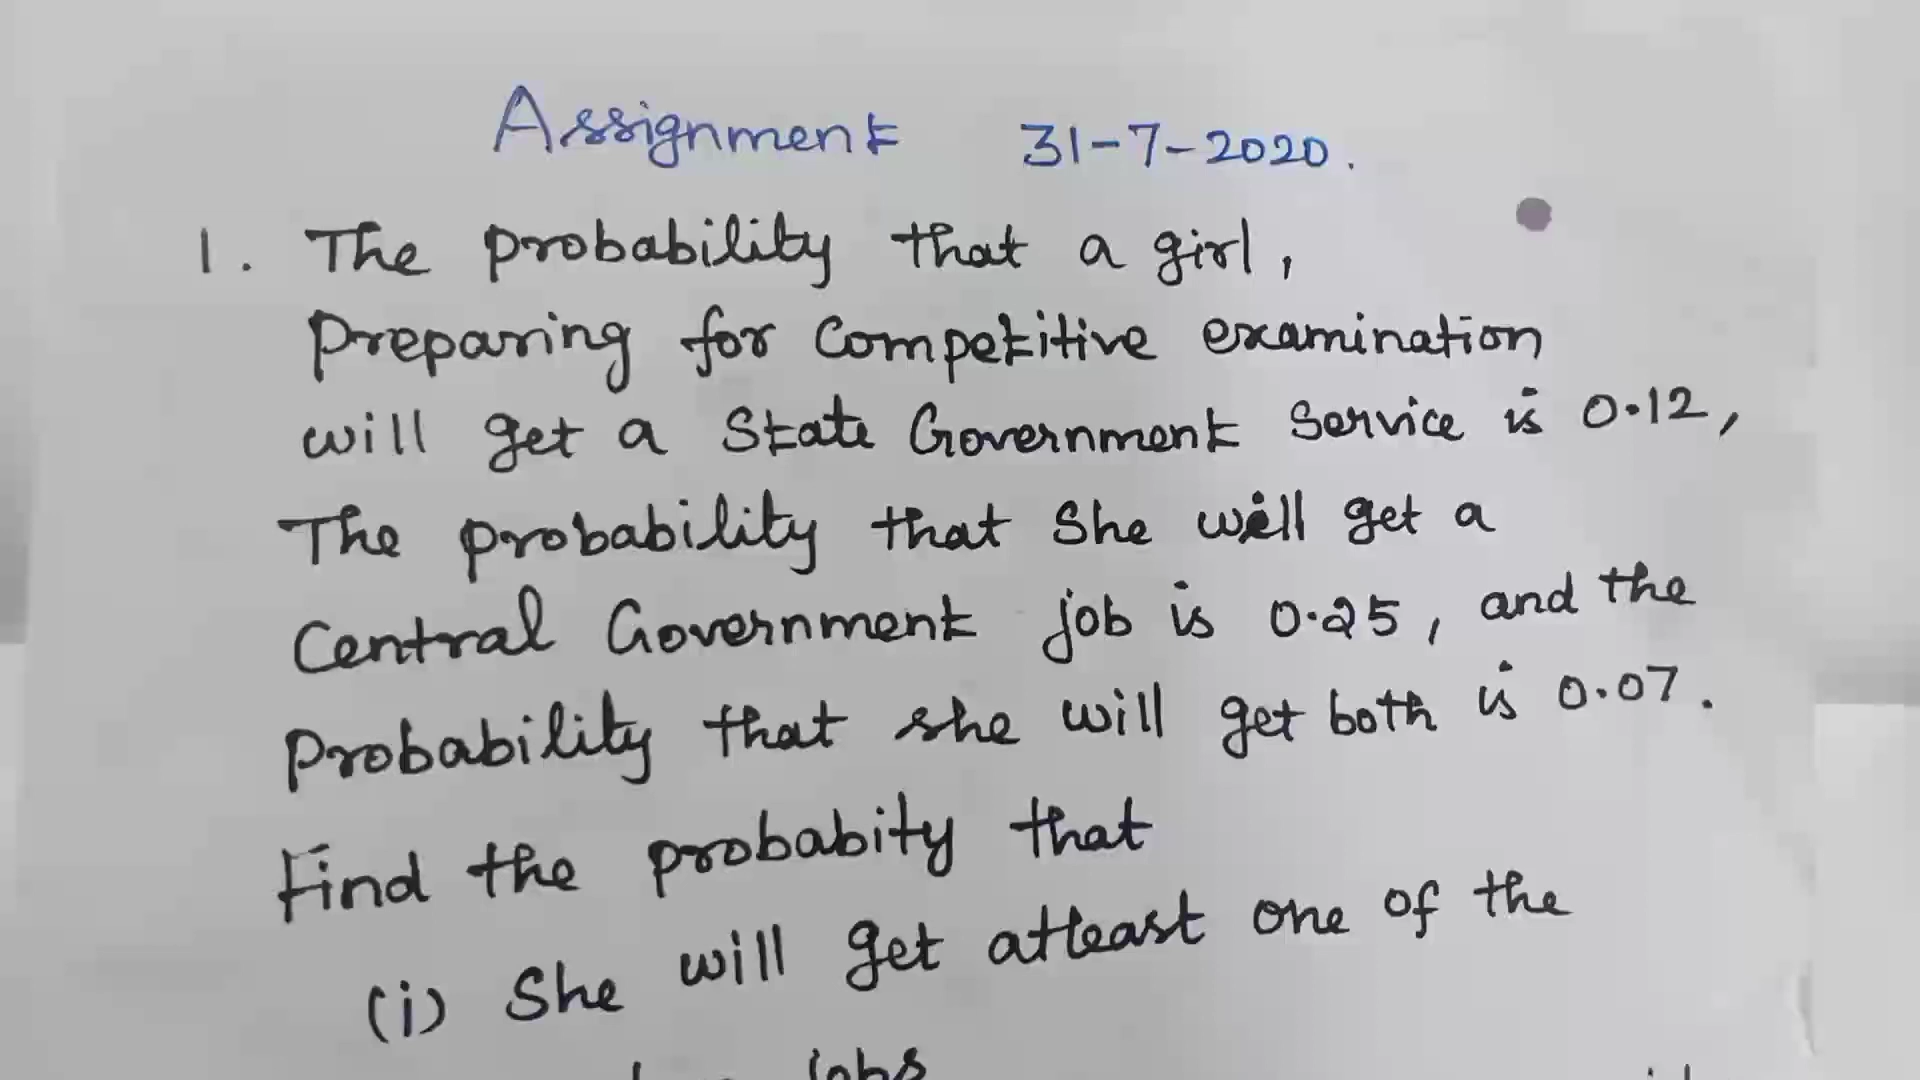 Assignment 31-7-2020.
1. The probability that a girl,
preparing for competitive examination
will get a State Government Service is 0.12,
The probability that She will get a
Central Government job is 0.25, and the
probability that she will get both is 0.07.
Find the probabity that
(i) She will get atleast one of the
jobs